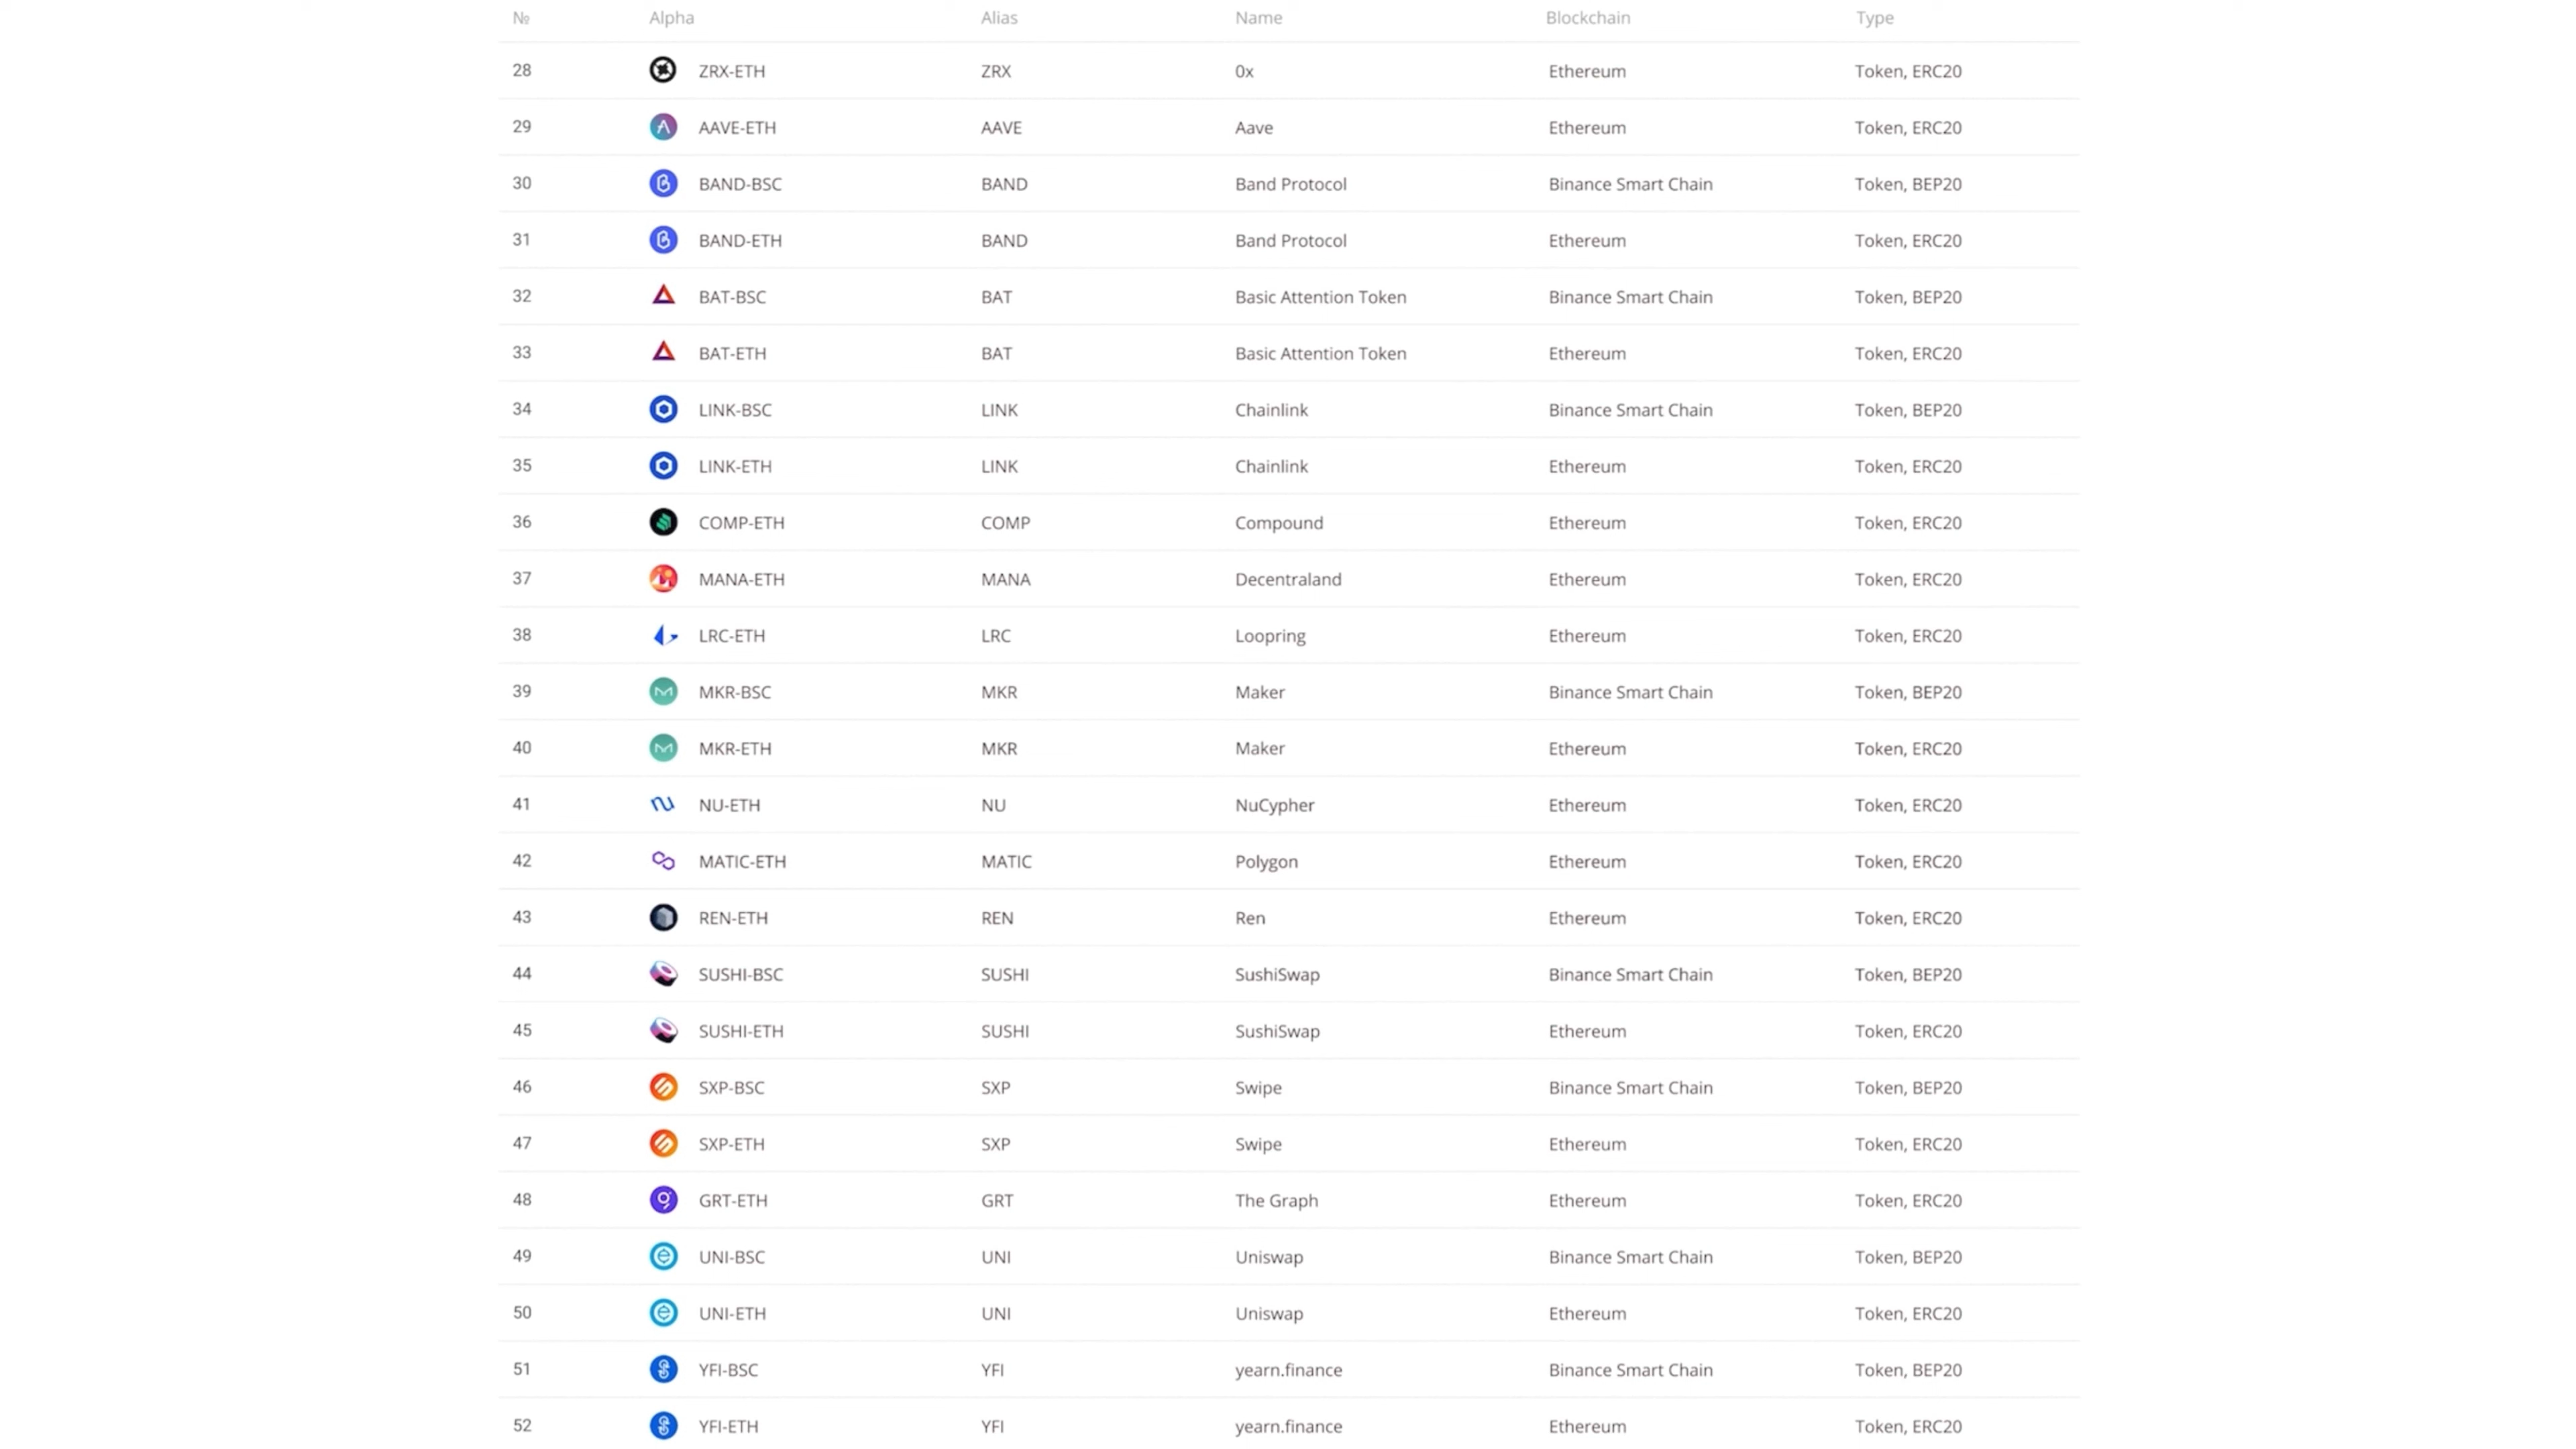 № Alpha Alias Name Blockchain Type
28 ZRX-ETH ZRX 0x Ethereum Token, ERC20
29 AAVE-ETH AAVE Aave Ethereum Token, ERC20
30 BAND-BSC BAND Band Protocol Binance Smart Chain Token, BEP20
31 BAND-ETH BAND Band Protocol Ethereum Token, ERC20
32 BAT-BSC BAT Basic Attention Token Binance Smart Chain Token, BEP20
33 BAT-ETH BAT Basic Attention Token Ethereum Token, ERC20
34 LINK-BSC LINK Chainlink Binance Smart Chain Token, BEP20
35 LINK-ETH LINK Chainlink Ethereum Token, ERC20
36 COMP-ETH COMP Compound Ethereum Token, ERC20
37 MANA-ETH MANA Decentraland Ethereum Token, ERC20
38 LRC-ETH LRC Loopring Ethereum Token, ERC20
39 MKR-BSC MKR Maker Binance Smart Chain Token, BEP20
40 MKR-ETH MKR Maker Ethereum Token, ERC20
41 NU-ETH NU NuCypher Ethereum Token, ERC20
42 MATIC-ETH MATIC Polygon Ethereum Token, ERC20
43 REN-ETH REN Ren Ethereum Token, ERC20
44 SUSHI-BSC SUSHI SushiSwap Binance Smart Chain Token, BEP20
45 SUSHI-ETH SUSHI SushiSwap Ethereum Token, ERC20
46 SXP-BSC SXP Swipe Binance Smart Chain Token, BEP20
47 SXP-ETH SXP Swipe Ethereum Token, ERC20
48 GRT-ETH GRT The Graph Ethereum Token, ERC20
49 UNI-BSC UNI Uniswap Binance Smart Chain Token, BEP20
50 UNI-ETH UNI Uniswap Ethereum Token, ERC20
51 YFI-BSC YFI yearn.finance Binance Smart Chain Token, BEP20
52 YFI-ETH YFI yearn.finance Ethereum Token, ERC20